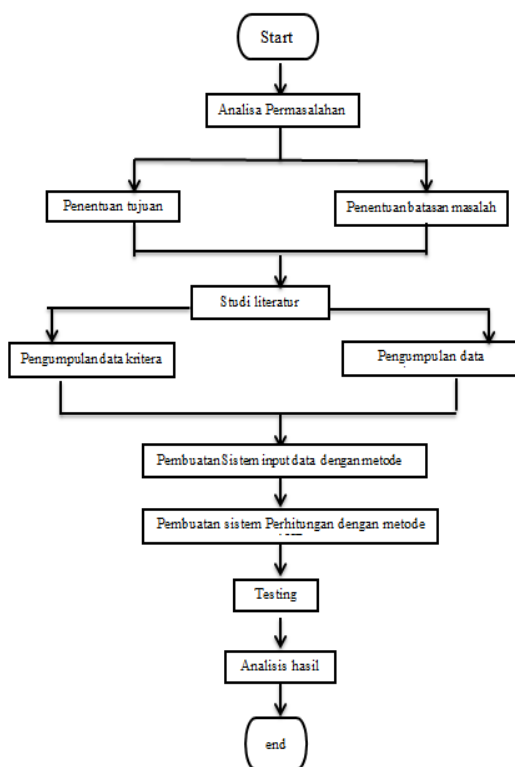 Start
Analisa Permasalahan
Penentuan tujuan
Penentuan batasan masalah
Studi literatur
Pengumpulan data kritera
Pengumpulan data
Pembuatan Sistem input data dengan metode
Pembuatan sistem Perhitungan dengan metode
Testing
Analisis hasil
end